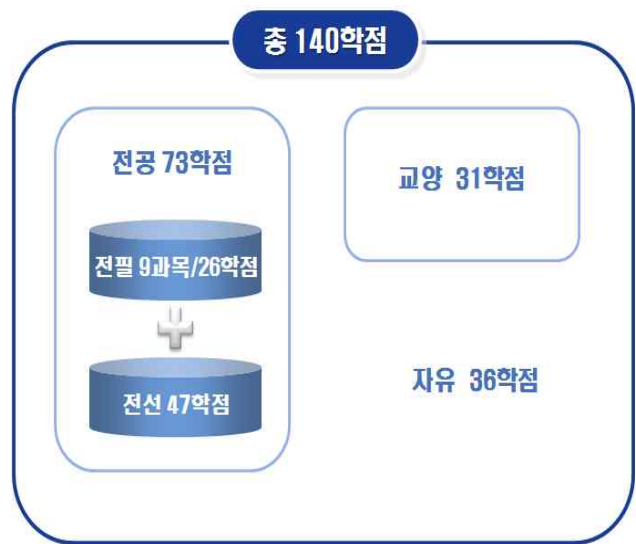 총 140학점
전공 73학점
전필 9과목/26학점
전선 47학점
교양 31학점
자유 36학점